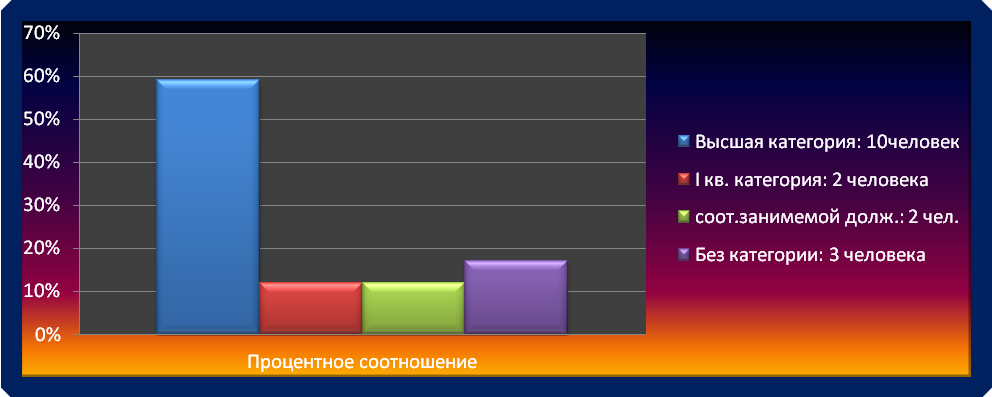 70%
60%
50%
40%
30%
20%
10%
0%
Процентное соотношение
Высшая категория: 10человек
I кв. категория: 2 человека
соот.занимемой долж.: 2 чел.
Без категории: 3 человека